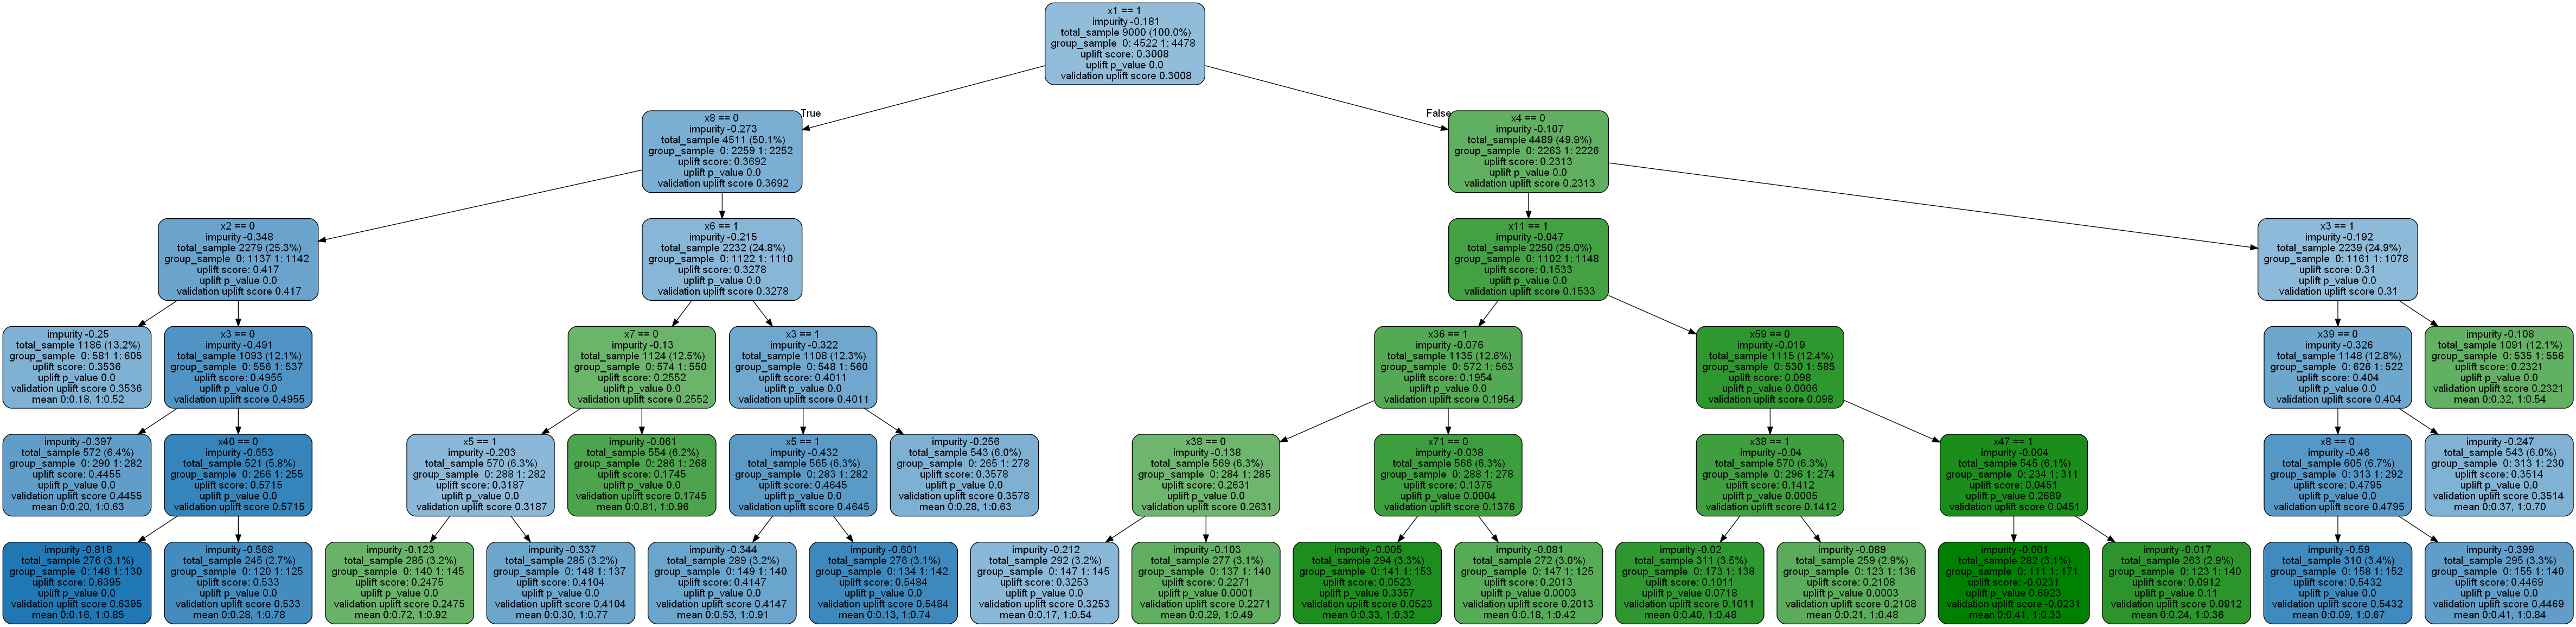 x1 == 1
impurity -0.181
total_sample 9000 (100.0%)
group_sample 0: 4522 1: 4478
uplift score: 0.3008
uplift p_value 0.0
validation uplift score 0.3008
True
False
x8 == 0
impurity -0.273
total_sample 4511 (50.1%)
group_sample 0: 2259 1: 2252
uplift score: 0.3692
uplift p_value 0.0
validation uplift score 0.3692
x4 == 0
impurity -0.107
total_sample 4489 (49.9%)
group_sample 0: 2263 1: 2226
uplift score: 0.2313
uplift p_value 0.0
validation uplift score 0.2313
x2 == 0
impurity -0.348
total_sample 2279 (25.3%)
group_sample 0: 1137 1: 1142
uplift score: 0.417
uplift p_value 0.0
validation uplift score 0.417
x6 == 1
impurity -0.215
total_sample 2232 (24.8%)
group_sample 0: 1122 1: 1110
uplift score: 0.3278
uplift p_value 0.0
validation uplift score 0.3278
x11 == 1
impurity -0.047
total_sample 2250 (25.0%)
group_sample 0: 1102 1: 1148
uplift score: 0.1533
uplift p_value 0.0
validation uplift score 0.1533
x3 == 1
impurity -0.192
total_sample 2239 (24.9%)
group_sample 0: 1161 1: 1078
uplift score: 0.31
uplift p_value 0.0
validation uplift score 0.31
impurity -0.25
total_sample 1186 (13.2%)
group_sample 0: 581 1: 605
uplift score: 0.3536
uplift p_value 0.0
validation uplift score 0.3536
mean 0:0.18, 1:0.52
x3 == 0
impurity -0.491
total_sample 1093 (12.1%)
group_sample 0: 556 1: 537
uplift score: 0.4955
uplift p_value 0.0
validation uplift score 0.4955
x7 == 0
impurity -0.13
total_sample 1124 (12.5%)
group_sample 0: 574 1: 550
uplift score: 0.2552
uplift p_value 0.0
validation uplift score 0.2552
x3 == 1
impurity -0.322
total_sample 1108 (12.3%)
group_sample 0: 548 1: 560
uplift score: 0.4011
uplift p_value 0.0
validation uplift score 0.4011
x36 == 1
impurity -0.076
total_sample 1135 (12.6%)
group_sample 0: 572 1: 563
uplift score: 0.1954
uplift p_value 0.0
validation uplift score 0.1954
x59 == 0
impurity -0.019
total_sample 1115 (12.4%)
group_sample 0: 530 1: 585
uplift score: 0.098
uplift p_value 0.0006
validation uplift score 0.098
x39 == 0
impurity -0.326
total_sample 1148 (12.8%)
group_sample 0: 626 1: 522
uplift score: 0.404
uplift p_value 0.0
validation uplift score 0.404
impurity -0.108
total_sample 1091 (12.1%)
group_sample 0: 535 1: 556
uplift score: 0.2321
uplift p_value 0.0
validation uplift score 0.2321
mean 0:0.32, 1:0.54
impurity -0.397
total_sample 572 (6.4%)
group_sample 0: 290 1: 282
uplift score: 0.4455
uplift p_value 0.0
validation uplift score 0.4455
mean 0:0.20, 1:0.63
x40 == 0
impurity -0.653
total_sample 521 (5.8%)
group_sample 0: 266 1: 255
uplift score: 0.5715
uplift p_value 0.0
validation uplift score 0.5715
x5 == 1
impurity -0.203
total_sample 570 (6.3%)
group_sample 0: 288 1: 282
uplift score: 0.3187
uplift p_value 0.0
validation uplift score 0.3187
impurity -0.061
total_sample 554 (6.2%)
group_sample 0: 286 1: 268
uplift score: 0.1745
uplift p_value 0.0
validation uplift score 0.1745
mean 0:0.81, 1:0.96
x5 == 1
impurity -0.432
total_sample 565 (6.3%)
group_sample 0: 283 1: 282
uplift score: 0.4645
uplift p_value 0.0
validation uplift score 0.4645
impurity -0.256
total_sample 543 (6.0%)
group_sample 0: 265 1: 278
uplift score: 0.3578
uplift p_value 0.0
validation uplift score 0.3578
mean 0:0.28, 1:0.63
x38 == 0
impurity -0.138
total_sample 569 (6.3%)
group_sample 0: 284 1: 285
uplift score: 0.2631
uplift p_value 0.0
validation uplift score 0.2631
x71 == 0
impurity -0.038
total_sample 566 (6.3%)
group_sample 0: 288 1: 278
uplift score: 0.1376
uplift p_value 0.0004
validation uplift score 0.1376
x38 == 1
impurity -0.04
total_sample 570 (6.3%)
group_sample 0: 296 1: 274
uplift score: 0.1412
uplift p_value 0.0005
validation uplift score 0.1412
x47 == 1
impurity -0.004
total_sample 545 (6.1%)
group_sample 0: 234 1: 311
uplift score: 0.0451
uplift p_value 0.2689
validation uplift score 0.0451
x8 == 0
impurity -0.46
total_sample 605 (6.7%)
group_sample 0: 313 1: 292
uplift score: 0.4795
uplift p_value 0.0
validation uplift score 0.4795
impurity -0.247
total_sample 543 (6.0%)
group_sample 0: 313 1: 230
uplift score: 0.3514
uplift p_value 0.0
validation uplift score 0.3514
mean 0:0.37, 1:0.70
impurity -0.818
total_sample 276 (3.1%)
group_sample 0: 146 1: 130
uplift score: 0.6395
uplift p_value 0.0
validation uplift score 0.6395
mean 0:0.16, 1:0.85
impurity -0.568
total_sample 245 (2.7%)
group_sample 0: 120 1: 125
uplift score: 0.533
uplift p_value 0.0
validation uplift score 0.533
mean 0:0.28, 1:0.78
impurity -0.123
total_sample 285 (3.2%)
group_sample 0: 140 1: 145
uplift score: 0.2475
uplift p_value 0.0
validation uplift score 0.2475
mean 0:0.72, 1:0.92
impurity -0.337
total_sample 285 (3.2%)
group_sample 0: 148 1: 137
uplift score: 0.4104
uplift p_value 0.0
validation uplift score 0.4104
mean 0:0.30, 1:0.77
impurity -0.344
total_sample 289 (3.2%)
group_sample 0: 149 1: 140
uplift score: 0.4147
uplift p_value 0.0
validation uplift score 0.4147
mean 0:0.53, 1:0.91
impurity -0.601
total_sample 276 (3.1%)
group_sample 0: 134 1: 142
uplift score: 0.5484
uplift p_value 0.0
validation uplift score 0.5484
mean 0:0.13, 1:0.74
impurity -0.212
total_sample 292 (3.2%)
group_sample 0: 147 1: 145
uplift score: 0.3253
uplift p_value 0.0
validation uplift score 0.3253
mean 0:0.17, 1:0.54
impurity -0.103
total_sample 277 (3.1%)
group_sample 0: 137 1: 140
uplift score: 0.2271
uplift p_value 0.0001
validation uplift score 0.2271
mean 0:0.29, 1:0.49
impurity -0.005
total_sample 294 (3.3%)
group_sample 0: 141 1: 153
uplift score: 0.0523
uplift p_value 0.3357
validation uplift score 0.0523
mean 0:0.33, 1:0.32
impurity -0.081
total_sample 272 (3.0%)
group_sample 0: 147 1: 125
uplift score: 0.2013
uplift p_value 0.0003
validation uplift score 0.2013
mean 0:0.18, 1:0.42
impurity -0.02
total_sample 311 (3.5%)
group_sample 0: 173 1: 138
uplift score: 0.1011
uplift p_value 0.0718
validation uplift score 0.1011
mean 0:0.40, 1:0.48
impurity -0.089
total_sample 259 (2.9%)
group_sample 0: 123 1: 136
uplift score: 0.2108
uplift p_value 0.0003
validation uplift score 0.2108
mean 0:0.21, 1:0.48
impurity -0.001
total_sample 282 (3.1%)
group_sample 0: 111 1: 171
uplift score: -0.0231
uplift p_value 0.6923
validation uplift score -0.0231
mean 0:0.41, 1:0.33
impurity -0.017
total_sample 263 (2.9%)
group_sample 0: 123 1: 140
uplift score: 0.0912
uplift p_value 0.11
validation uplift score 0.0912
mean 0:0.24, 1:0.36
impurity -0.59
total_sample 310 (3.4%)
group_sample 0: 158 1: 152
uplift score: 0.5432
uplift p_value 0.0
validation uplift score 0.5432
mean 0:0.09, 1:0.67
impurity -0.399
total_sample 295 (3.3%)
group_sample 0: 155 1: 140
uplift score: 0.4469
uplift p_value 0.0
validation uplift score 0.4469
mean 0:0.41, 1:0.84